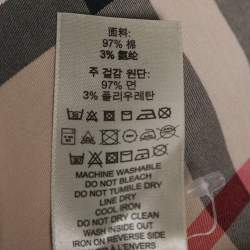 面料:
97% 棉
3% 氨纶
주 겉감 원단:
97% 면
3% 폴리우레탄
MACHINE WASHABLE
DO NOT BLEACH
DO NOT TUMBLE DRY
LINE DRY
COOL IRON
DO NOT DRY CLEAN
WASH INSIDE OUT
IRON ON REVERSE SIDE
À L'ENVERS